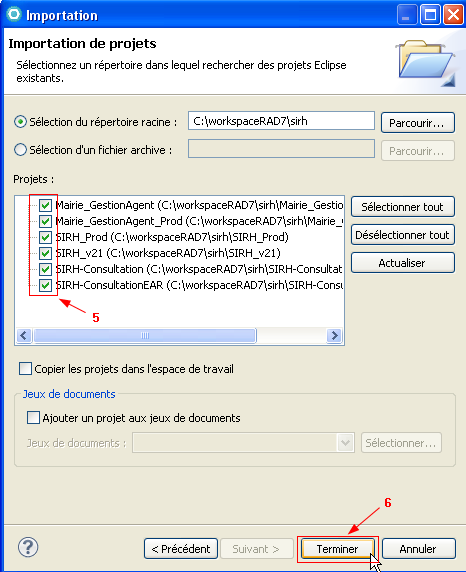 Importation
Importation de projets
Sélectionnez un répertoire dans lequel rechercher des projets Eclipse
existants.
Sélection du répertoire racine : C:\workspaceRAD7\sirh Parcourir...
Sélection d'un fichier archive : Parcourir...
Projets :
Mairie_GestionAgent (C:\workspaceRAD7\sirh\Mairie_Gestio
Mairie_GestionAgent_Prod (C:\workspaceRAD7\sirh\Mairie_
SIRH_Prod (C:\workspaceRAD7\sirh\SIRH_Prod)
SIRH_v21 (C:\workspaceRAD7\sirh\SIRH_v21)
SIRH-Consultation (C:\workspaceRAD7\sirh\SIRH-Consultat
SIRH-ConsultationEAR (C:\workspaceRAD7\sirh\SIRH-Consu
Sélectionner tout
Désélectionner tout
Actualiser
5
Copier les projets dans l'espace de travail
Jeux de documents
Ajouter un projet aux jeux de documents
Jeux de documents : Sélectionner...
6
? < Précédent Suivant > Terminer Annuler